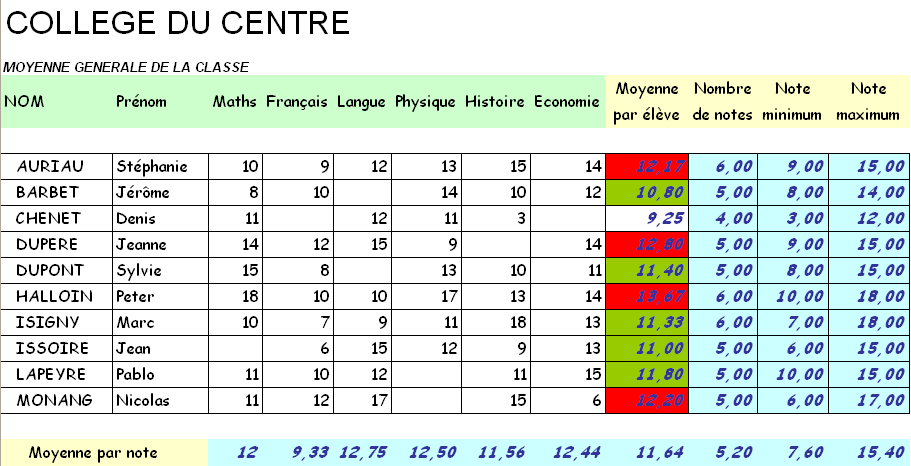 COLLEGE DU CENTRE
MOYENNE GENERALE DE LA CLASSE
NOM Prénom Maths Français Langue Physique Histoire Economie Moyenne par élève Nombre de notes Note minimum Note maximum
AURIAU Stéphanie 10 9 12 13 15 14 12,17 6,00 9,00 15,00
BARBET Jérôme 8 10 14 10 12 10,80 5,00 8,00 14,00
CHENET Denis 11 12 11 3 9,25 4,00 3,00 12,00
DUPERE Jeanne 14 12 15 9 14 12,80 5,00 9,00 15,00
DUPONT Sylvie 15 8 13 10 11 11,40 5,00 8,00 15,00
HALLOIN Peter 18 10 10 17 13 14 13,67 6,00 10,00 18,00
ISIGNY Marc 10 7 9 11 18 13 11,33 6,00 7,00 18,00
ISSOIRE Jean 6 15 12 9 13 11,00 5,00 6,00 15,00
LAPEYRE Pablo 11 10 12 11 15 11,80 5,00 10,00 15,00
MONANG Nicolas 11 12 17 15 6 12,20 5,00 6,00 17,00
Moyenne par note 12 9,33 12,75 12,50 11,56 12,44 11,64 5,20 7,60 15,40